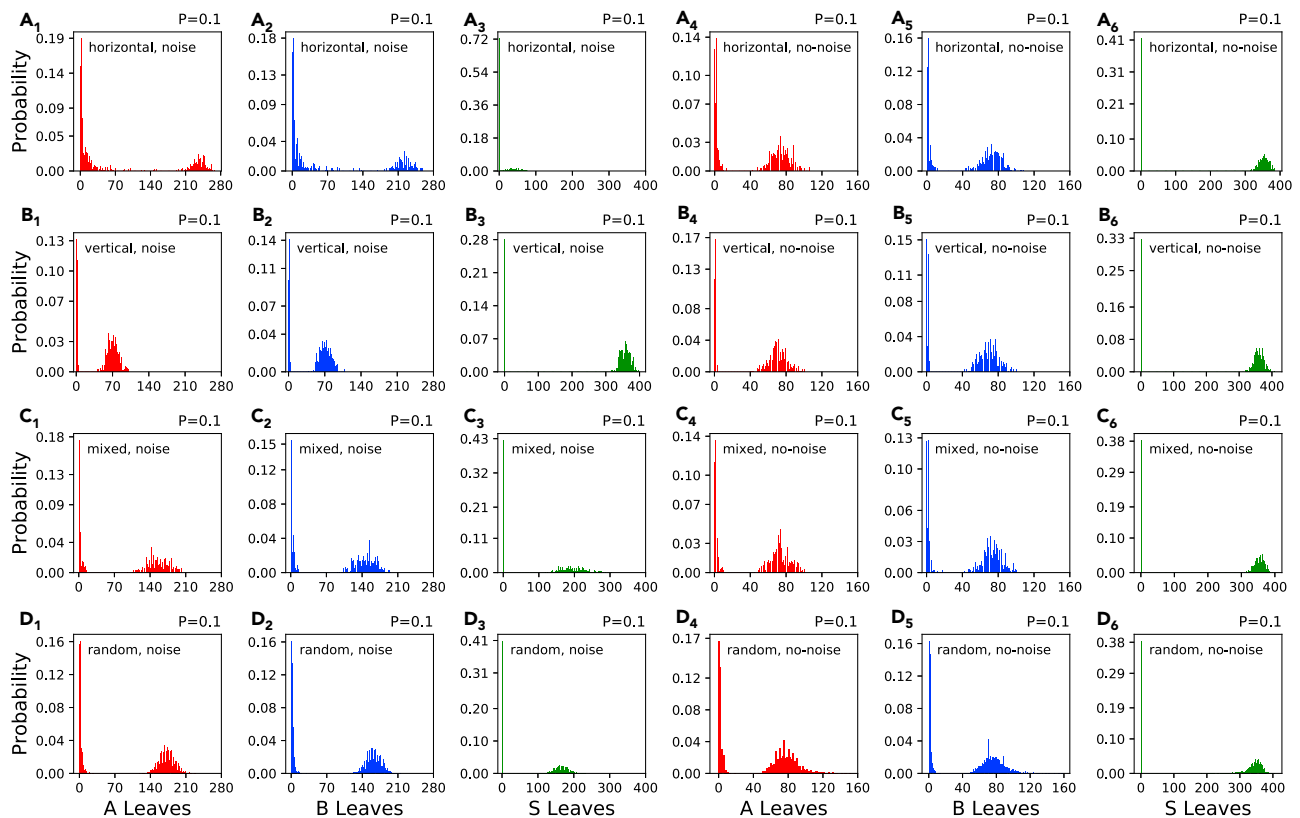 A1 P=0.1 A2 P=0.1 A3 P=0.1 A4 P=0.1 A5 P=0.1 A6 P=0.1
Probability
horizontal, noise
0.19
0.14
0.09
0.05
0.00
0 70 140 210 280
horizontal, noise
0.18
0.13
0.09
0.04
0.00
0 70 140 210 280
horizontal, noise
0.72
0.54
0.36
0.18
0.00
0 100 200 300 400
horizontal, no-noise
0.14
0.10
0.07
0.03
0.00
0 40 80 120 160
horizontal, no-noise
0.16
0.12
0.08
0.04
0.00
0 40 80 120 160
horizontal, no-noise
0.41
0.31
0.21
0.10
0.00
0 100 200 300 400
B1 P=0.1 B2 P=0.1 B3 P=0.1 B4 P=0.1 B5 P=0.1 B6 P=0.1
Probability
vertical, noise
0.13
0.10
0.07
0.03
0.00
0 70 140 210 280
vertical, noise
0.14
0.11
0.07
0.04
0.00
0 70 140 210 280
vertical, noise
0.28
0.21
0.14
0.07
0.00
0 100 200 300 400
vertical, no-noise
0.17
0.13
0.09
0.04
0.00
0 40 80 120 160
vertical, no-noise
0.15
0.11
0.07
0.04
0.00
0 40 80 120 160
vertical, no-noise
0.33
0.25
0.17
0.08
0.00
0 100 200 300 400
C1 P=0.1 C2 P=0.1 C3 P=0.1 C4 P=0.1 C5 P=0.1 C6 P=0.1
Probability
mixed, noise
0.18
0.13
0.09
0.04
0.00
0 70 140 210 280
mixed, noise
0.15
0.12
0.08
0.04
0.00
0 70 140 210 280
mixed, noise
0.43
0.32
0.21
0.11
0.00
0 100 200 300 400
mixed, no-noise
0.14
0.10
0.07
0.03
0.00
0 40 80 120 160
mixed, no-noise
0.13
0.10
0.06
0.03
0.00
0 40 80 120 160
mixed, no-noise
0.38
0.29
0.19
0.10
0.00
0 100 200 300 400
D1 P=0.1 D2 P=0.1 D3 P=0.1 D4 P=0.1 D5 P=0.1 D6 P=0.1
Probability
random, noise
0.16
0.12
0.08
0.04
0.00
0 70 140 210 280
A Leaves
random, noise
0.16
0.12
0.08
0.04
0.00
0 70 140 210 280
B Leaves
random, noise
0.41
0.31
0.21
0.10
0.00
0 100 200 300 400
S Leaves
random, no-noise
0.17
0.13
0.09
0.04
0.00
0 40 80 120 160
A Leaves
random, no-noise
0.16
0.12
0.08
0.04
0.00
0 40 80 120 160
B Leaves
random, no-noise
0.38
0.29
0.19
0.10
0.00
0 100 200 300 400
S Leaves